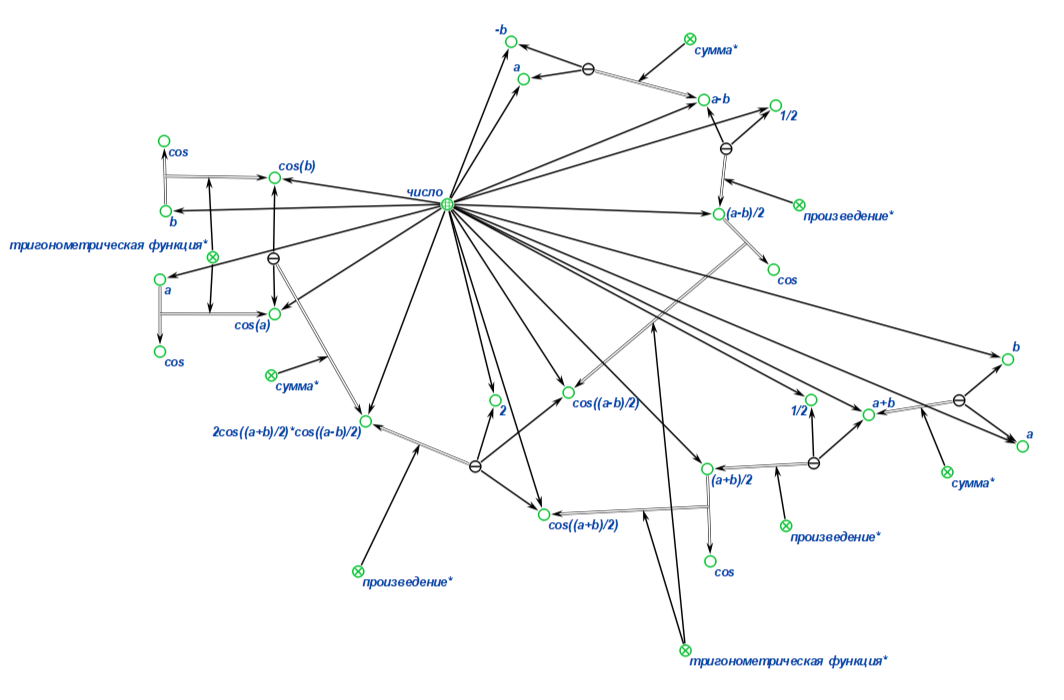 -b
сумма*
a
a-b
1/2
cos
cos(b)
число
b
(a-b)/2
произведение*
тригонометрическая функция*
cos
a
cos(a)
b
cos
сумма*
2
cos((a-b)/2)
1/2
a+b
2cos((a+b)/2)*cos((a-b)/2)
a
(a+b)/2
сумма*
cos((a+b)/2)
произведение*
cos
произведение*
тригонометрическая функция*